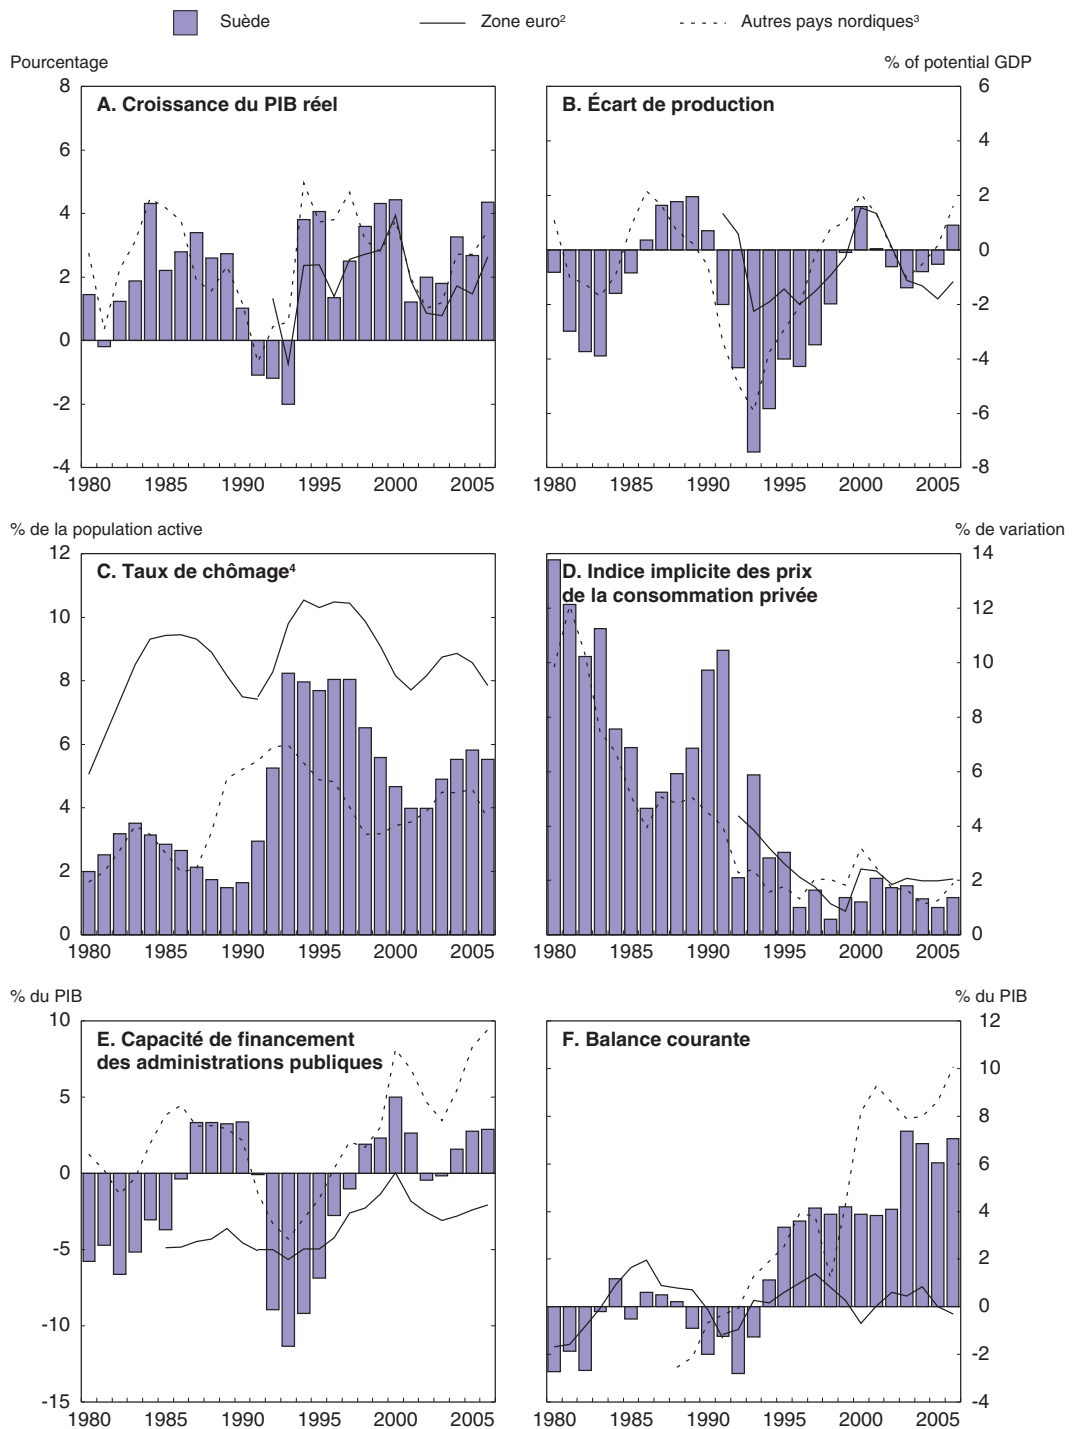 Suède Zone euro² Autres pays nordiques³
Pourcentage
% of potential GDP
A. Croissance du PIB réel
8
6
4
2
0
-2
-4
1980 1985 1990 1995 2000 2005
B. Écart de production
6
4
2
0
-2
-4
-6
-8
1980 1985 1990 1995 2000 2005
% de la population active
% de variation
C. Taux de chômage⁴
12
10
8
6
4
2
0
1980 1985 1990 1995 2000 2005
D. Indice implicite des prix
de la consommation privée
14
12
10
8
6
4
2
0
1980 1985 1990 1995 2000 2005
% du PIB
% du PIB
E. Capacité de financement
des administrations publiques
10
5
0
-5
-10
-15
1980 1985 1990 1995 2000 2005
F. Balance courante
12
10
8
6
4
2
0
-2
-4
1980 1985 1990 1995 2000 2005